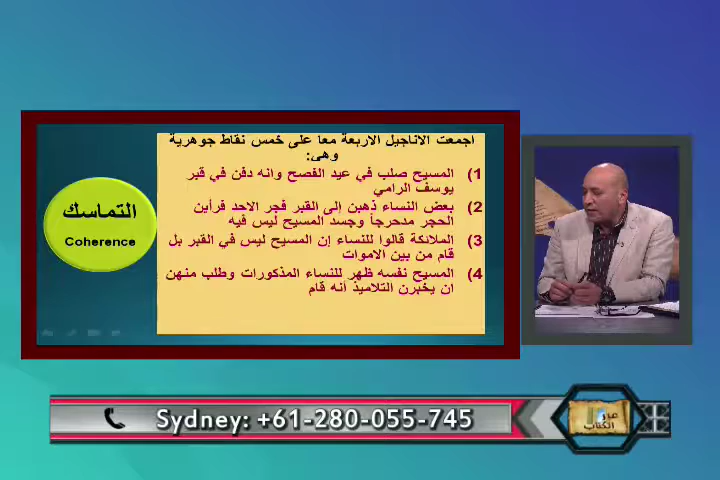 اجمعت الاناجيل الاربعة معا على خمس نقاط جوهرية
وهي:
1) المسيح صلب في عيد الفصح وانه دفن في قبر
يوسف الرامي
2) بعض النساء ذهبن إلى القبر فجر الاحد فرأين
الحجر مدحرجاً وجسد المسيح ليس فيه
3) الملائكة قالوا للنساء إن المسيح ليس في القبر بل
قام من بين الاموات
4) المسيح نفسه ظهر للنساء المذكورات وطلب منهن
ان يخبرن التلاميذ أنه قام
التماسك
Coherence
Sydney: +61-280-055-745
الكتاب